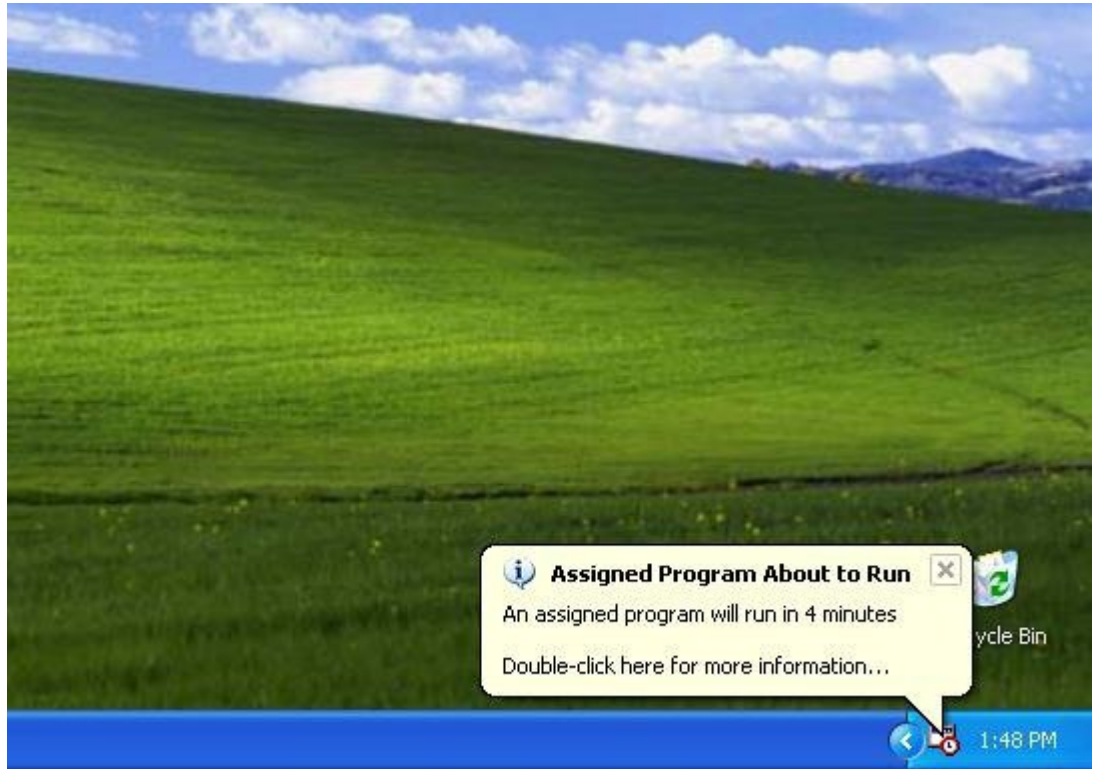 Assigned Program About to Run
An assigned program will run in 4 minutes
Double-click here for more information...
ycle Bin
1:48 PM